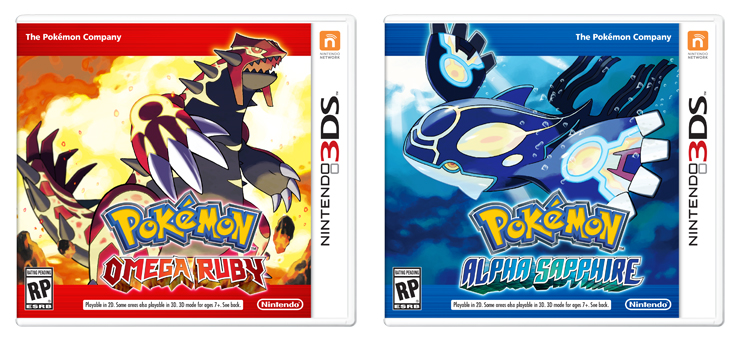 The Pokémon Company
NINTENDO
NETWORK
NINTENDO 3DS
POKéMON
OMEGA RUBY
RATING PENDING
RP
ESRB
Playable in 2D. Some areas also playable in 3D. 3D mode for ages 7+. See back.
Nintendo
The Pokémon Company
NINTENDO
NETWORK
NINTENDO 3DS
POKéMON
TM
ALPHA SAPPHIRE
RATING PENDING
RP
ESRB
Playable in 2D. Some areas also playable in 3D. 3D mode for ages 7+. See back.
Nintendo